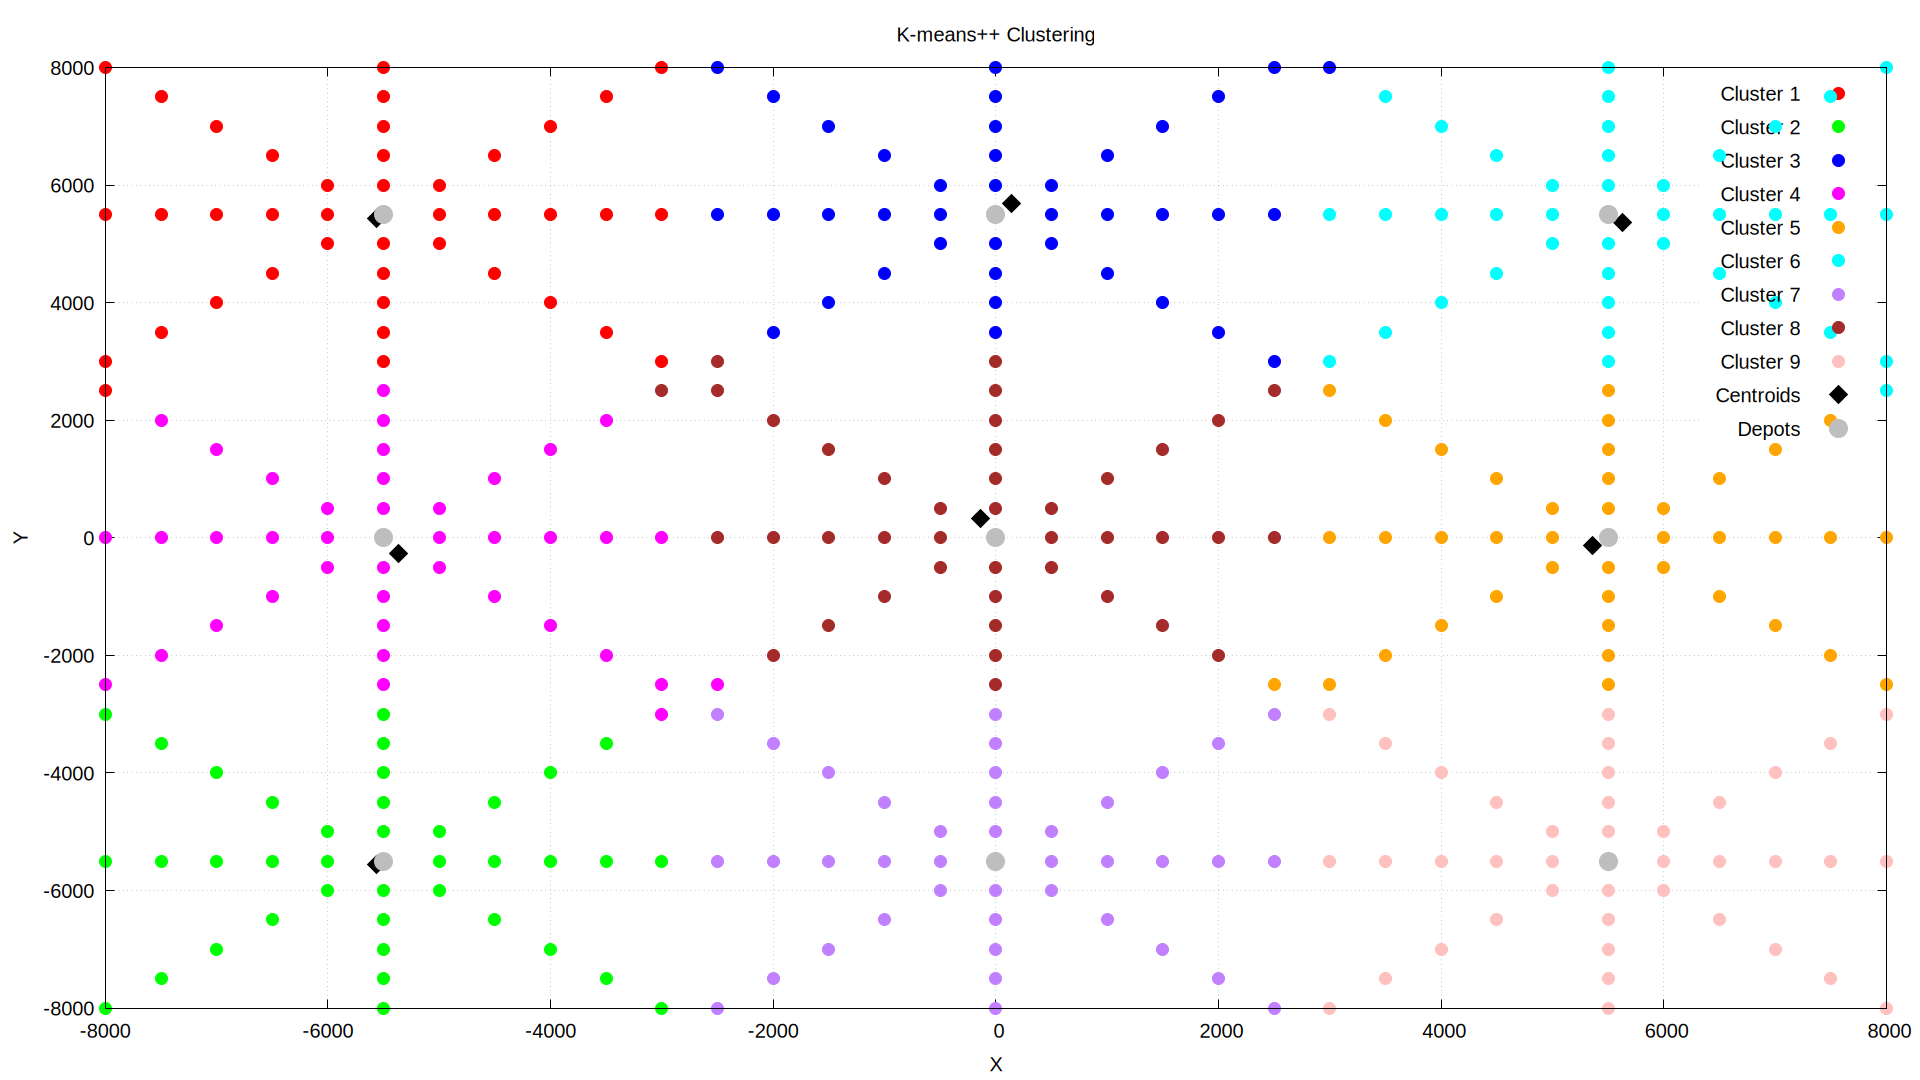 K-means++ Clustering
8000
6000
4000
2000
0
-2000
-4000
-6000
-8000
Y
-8000
-6000
-4000
-2000
0
2000
4000
6000
8000
X
Cluster 1
Cluster 2
Cluster 3
Cluster 4
Cluster 5
Cluster 6
Cluster 7
Cluster 8
Cluster 9
Centroids
Depots